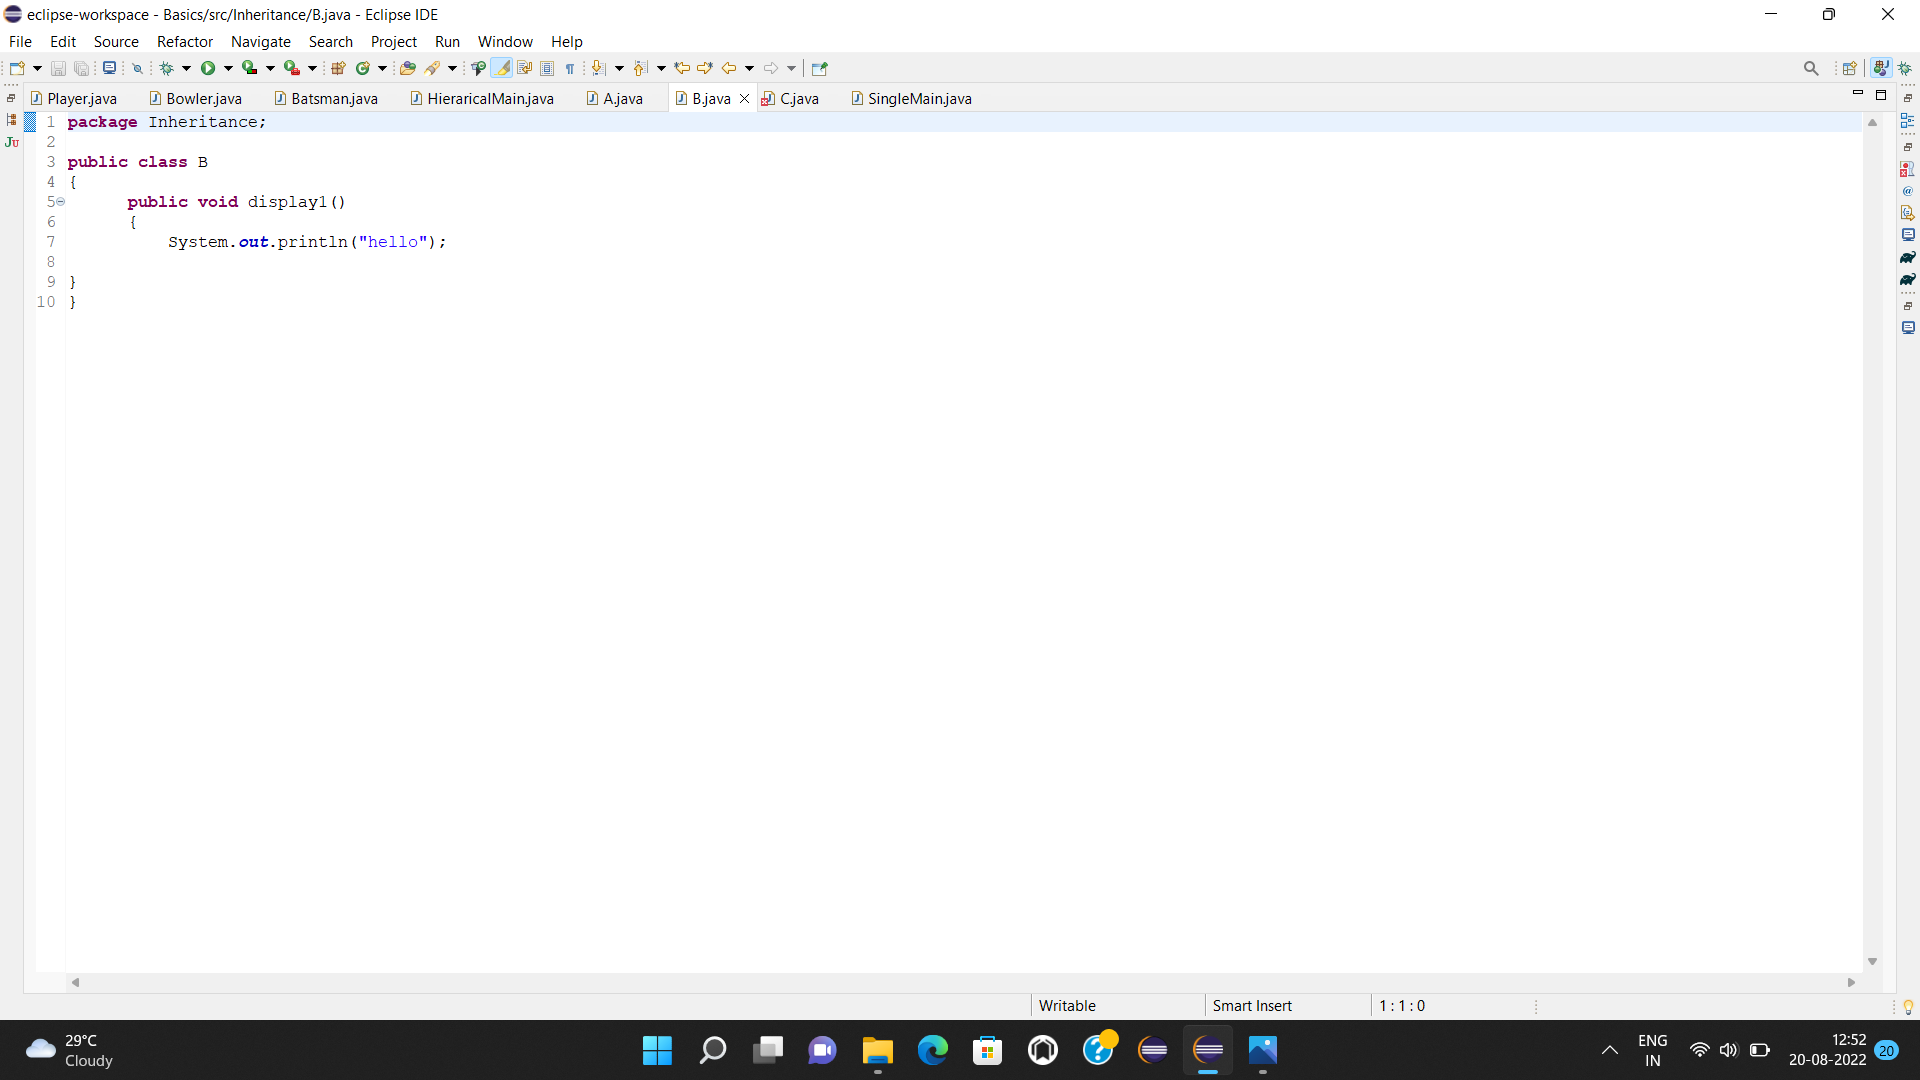 eclipse-workspace - Basics/src/Inheritance/B.java - Eclipse IDE
File Edit Source Refactor Navigate Search Project Run Window Help
Player.java Bowler.java Batsman.java HieraricalMain.java A.java B.java C.java SingleMain.java
1 package Inheritance;
2
3 public class B
4 {
5 public void display1()
6 {
7 System.out.println("hello");
8
9 }
10 }
Writable Smart Insert 1 : 1 : 0
29°C
Cloudy
ENG
IN
12:52
20-08-2022
20